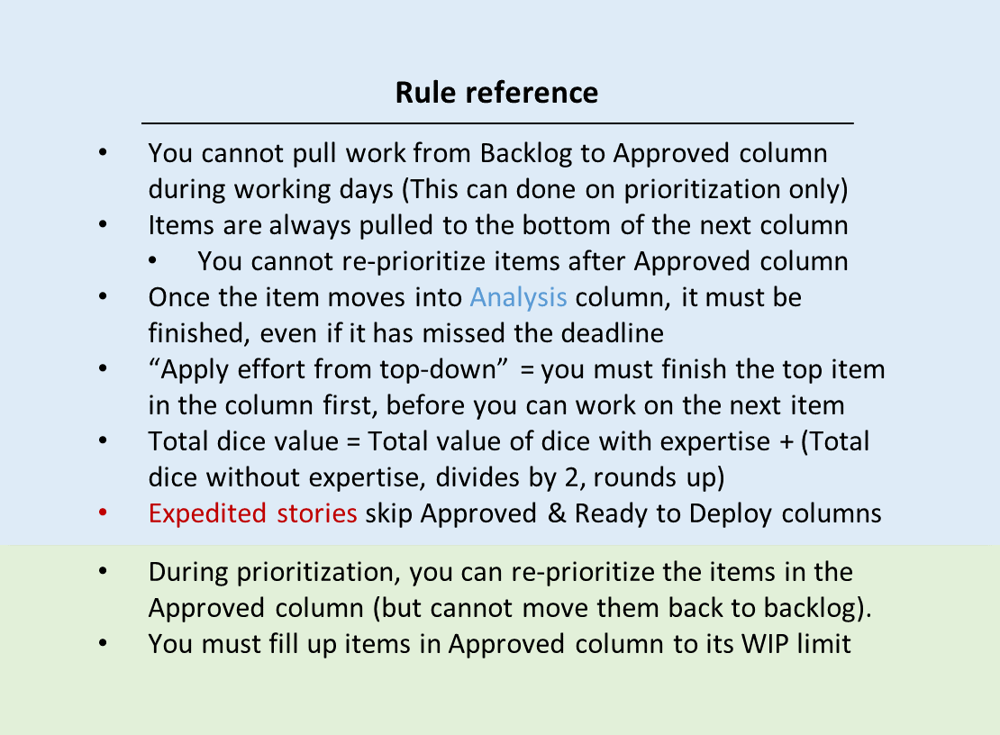 Rule reference
• You cannot pull work from Backlog to Approved column
during working days (This can done on prioritization only)
• Items are always pulled to the bottom of the next column
• You cannot re-prioritize items after Approved column
• Once the item moves into Analysis column, it must be
finished, even if it has missed the deadline
• “Apply effort from top-down” = you must finish the top item
in the column first, before you can work on the next item
• Total dice value = Total value of dice with expertise + (Total
dice without expertise, divides by 2, rounds up)
• Expedited stories skip Approved & Ready to Deploy columns
• During prioritization, you can re-prioritize the items in the
Approved column (but cannot move them back to backlog).
• You must fill up items in Approved column to its WIP limit